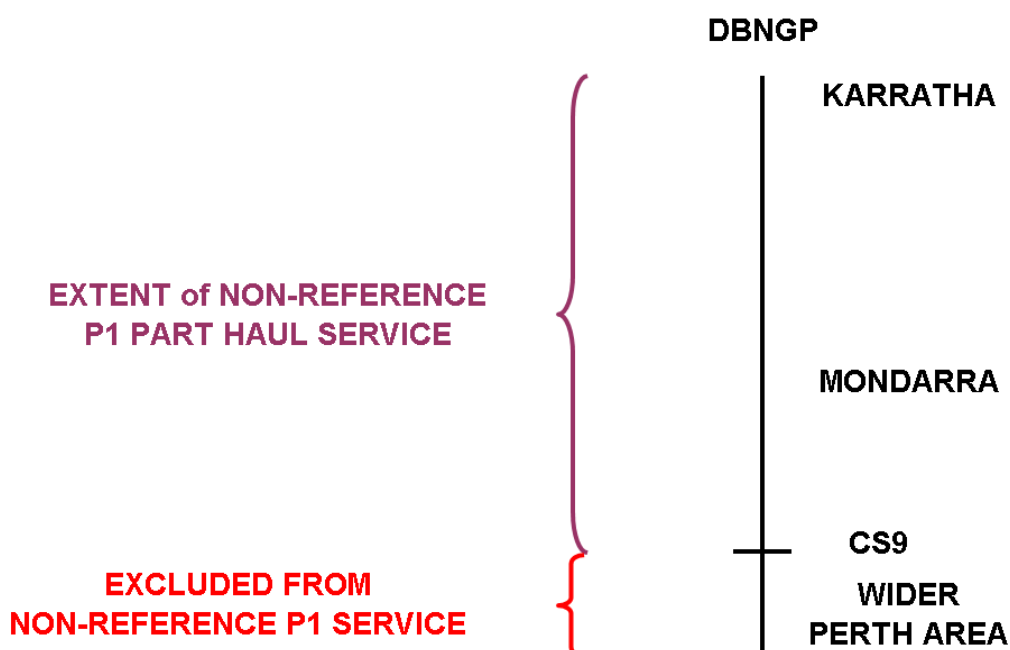 DBNGP
KARRATHA
EXTENT of NON-REFERENCE
P1 PART HAUL SERVICE
MONDARRA
CS9
EXCLUDED FROM
NON-REFERENCE P1 SERVICE
WIDER
PERTH AREA